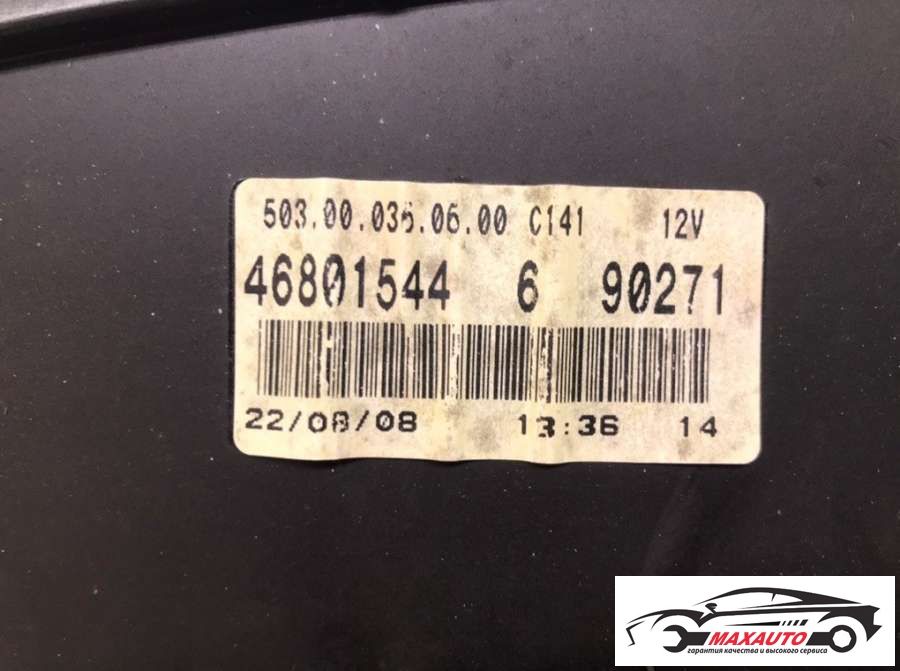 503.00.036.06.00 C141 12V
46801544 6 90271
22/08/08 13:36 14
MAXAUTO
гарантия качества и высокого сервиса